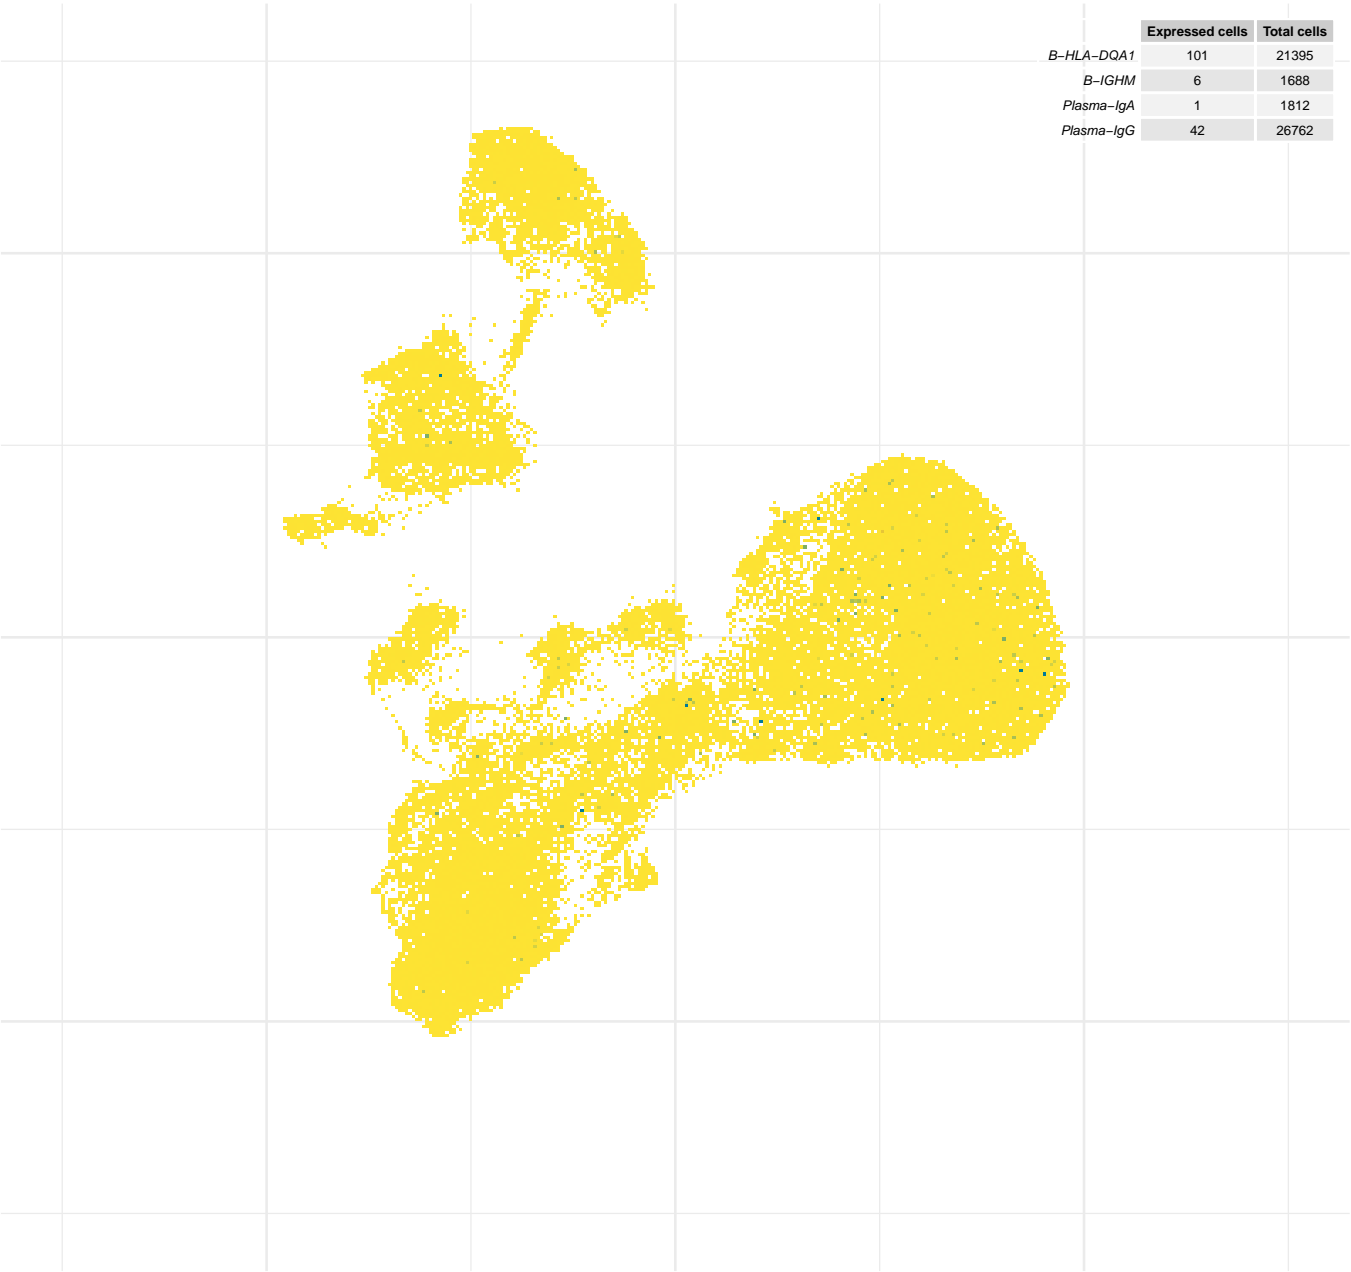 Expressed cells Total cells
B−HLA−DQA1 101 21395
B−IGHM 6 1688
Plasma−IgA 1 1812
Plasma−IgG 42 26762